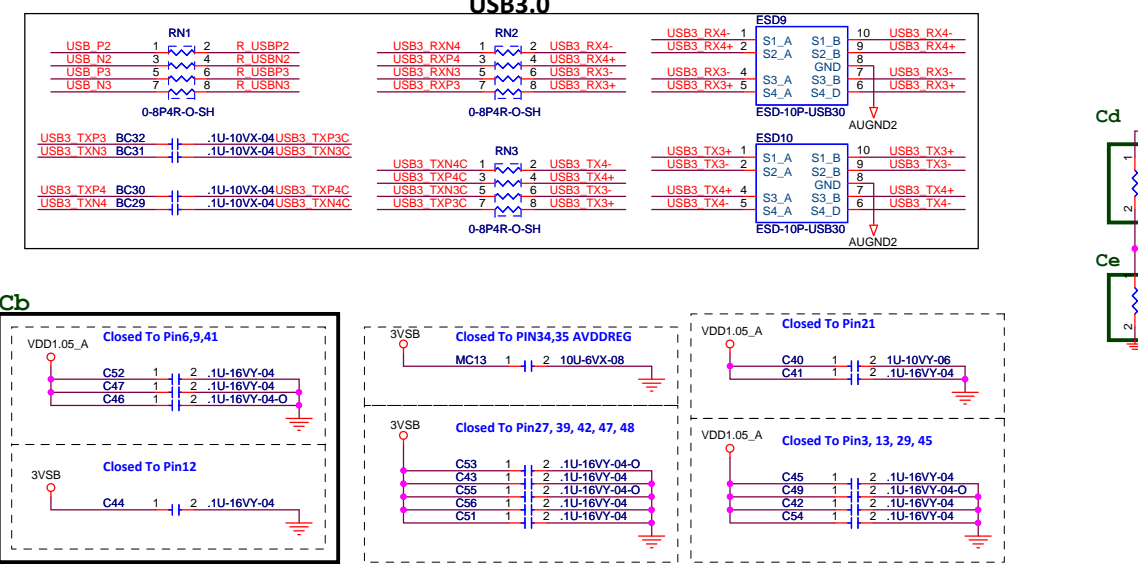 USB3.0
RN1
USB_P2 1 2 R_USBP2
USB_N2 3 4 R_USBN2
USB_P3 5 6 R_USBP3
USB_N3 7 8 R_USBN3
0-8P4R-O-SH
USB3_TXP3 BC32 .1U-10VX-04 USB3_TXP3C
USB3_TXN3 BC31 .1U-10VX-04 USB3_TXN3C
USB3_TXP4 BC30 .1U-10VX-04 USB3_TXP4C
USB3_TXN4 BC29 .1U-10VX-04 USB3_TXN4C
RN2
USB3_RXN4 1 2 USB3_RX4-
USB3_RXP4 3 4 USB3_RX4+
USB3_RXN3 5 6 USB3_RX3-
USB3_RXP3 7 8 USB3_RX3+
0-8P4R-O-SH
RN3
USB3_TXN4C 1 2 USB3_TX4-
USB3_TXP4C 3 4 USB3_TX4+
USB3_TXN3C 5 6 USB3_TX3-
USB3_TXP3C 7 8 USB3_TX3+
0-8P4R-O-SH
ESD9
USB3_RX4- 1 S1_A S1_B 10 USB3_RX4-
USB3_RX4+ 2 S2_A S2_B 9 USB3_RX4+
GND 8
USB3_RX3- 4 S3_A S3_B 7 USB3_RX3-
USB3_RX3+ 5 S4_A S4_D 6 USB3_RX3+
ESD-10P-USB30
AUGND2
ESD10
USB3_TX3+ 1 S1_A S1_B 10 USB3_TX3+
USB3_TX3- 2 S2_A S2_B 9 USB3_TX3-
GND 8
USB3_TX4+ 4 S3_A S3_B 7 USB3_TX4+
USB3_TX4- 5 S4_A S4_D 6 USB3_TX4-
ESD-10P-USB30
AUGND2
Cd
1
2
Ce
1
2
Cb
Closed To Pin6,9,41
VDD1.05_A
C52 1 2 .1U-16VY-04
C47 1 2 .1U-16VY-04
C46 1 2 .1U-16VY-04-O
Closed To Pin12
3VSB
C44 1 2 .1U-16VY-04
3VSB
Closed To PIN34,35 AVDDREG
MC13 1 2 10U-6VX-08
3VSB
Closed To Pin27, 39, 42, 47, 48
C53 1 2 .1U-16VY-04-O
C43 1 2 .1U-16VY-04
C55 1 2 .1U-16VY-04-O
C56 1 2 .1U-16VY-04
C51 1 2 .1U-16VY-04
VDD1.05_A
Closed To Pin21
C40 1 2 1U-10VY-06
C41 1 2 .1U-16VY-04
VDD1.05_A
Closed To Pin3, 13, 29, 45
C45 1 2 .1U-16VY-04
C49 1 2 .1U-16VY-04-O
C42 1 2 .1U-16VY-04
C54 1 2 .1U-16VY-04